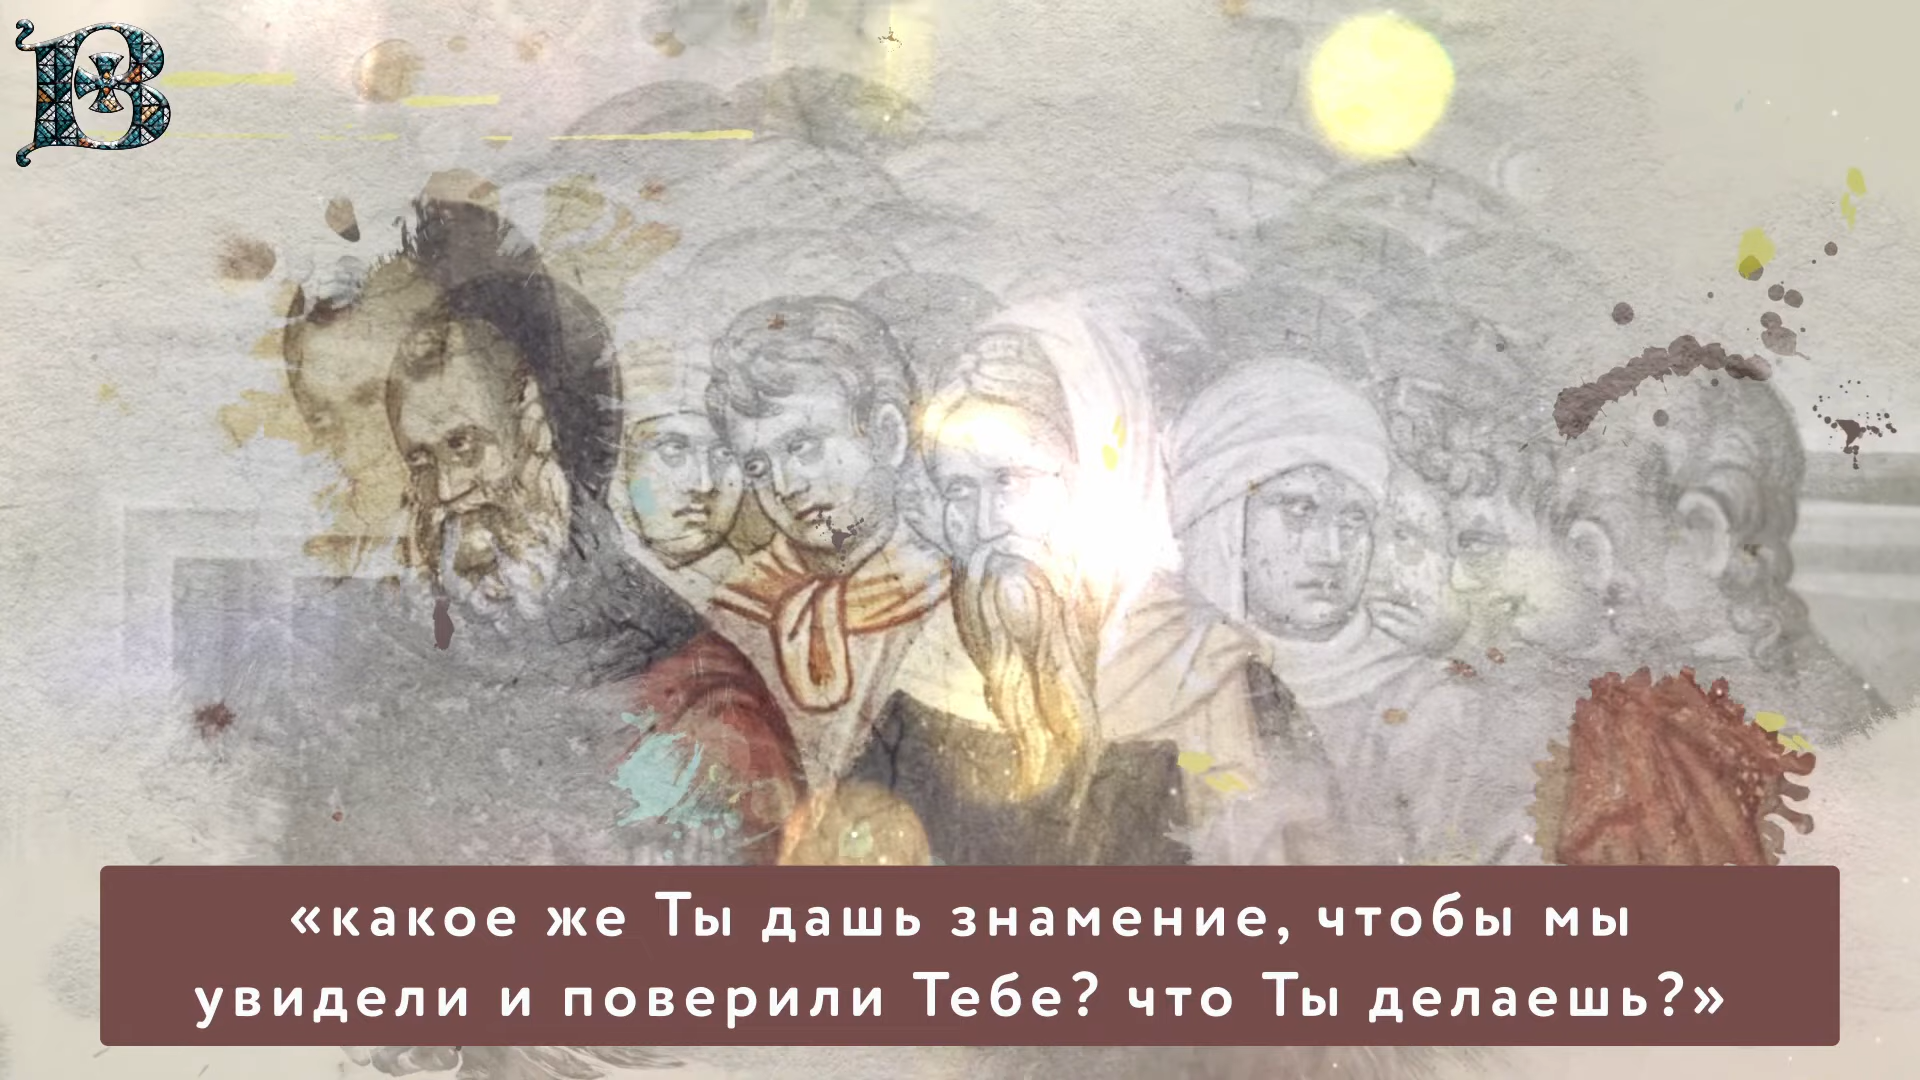 В
«какое же Ты дашь знамение, чтобы мы
увидели и поверили Тебе? что Ты делаешь?»